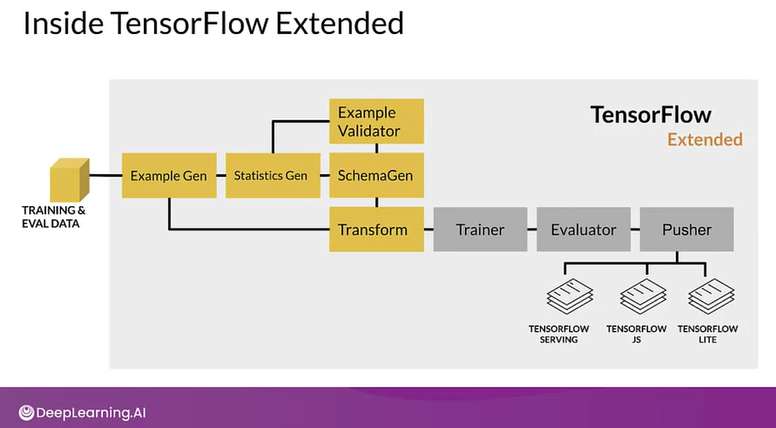 Inside TensorFlow Extended
TensorFlow
Extended
Example
Validator
TRAINING &
EVAL DATA
Example Gen
Statistics Gen
SchemaGen
Transform
Trainer
Evaluator
Pusher
TENSORFLOW
SERVING
TENSORFLOW
JS
TENSORFLOW
LITE
DeepLearning.AI